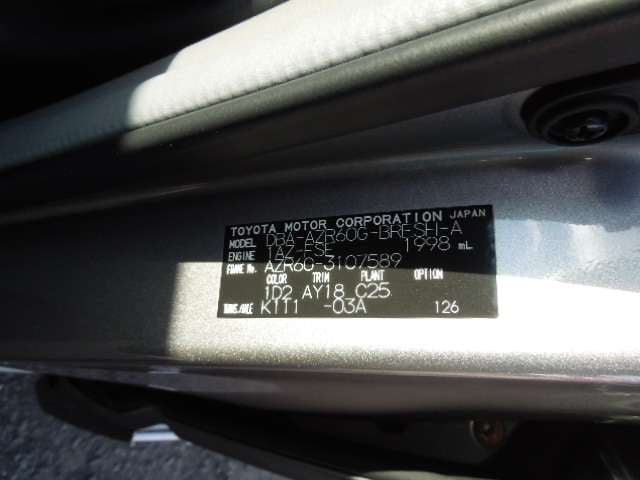 TOYOTA MOTOR CORPORATION JAPAN
MODEL DBA-AZR60G-BRESH-A
ENGINE 1AZ-FSE 1998 mL
FRAME No. AZR60-3107589
COLOR TRIM PLANT OPTION
1D2 AY18 C25
TRANS./AXLE K111 -03A 126